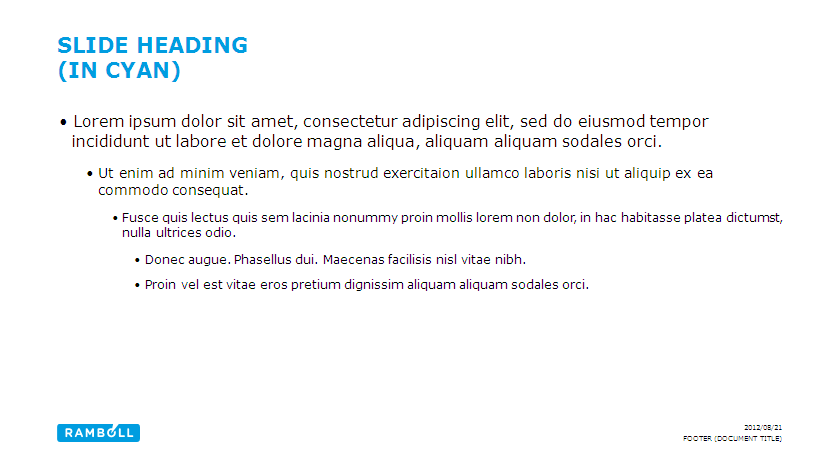 SLIDE HEADING
(IN CYAN)
• Lorem ipsum dolor sit amet, consectetur adipiscing elit, sed do eiusmod tempor
incididunt ut labore et dolore magna aliqua, aliquam aliquam sodales orci.
• Ut enim ad minim veniam, quis nostrud exercitaion ullamco laboris nisi ut aliquip ex ea
commodo consequat.
• Fusce quis lectus quis sem lacinia nonummy proin mollis lorem non dolor, in hac habitasse platea dictumst,
nulla ultrices odio.
• Donec augue. Phasellus dui. Maecenas facilisis nisl vitae nibh.
• Proin vel est vitae eros pretium dignissim aliquam aliquam sodales orci.
RAMBOLL
2012/08/21
FOOTER (DOCUMENT TITLE)